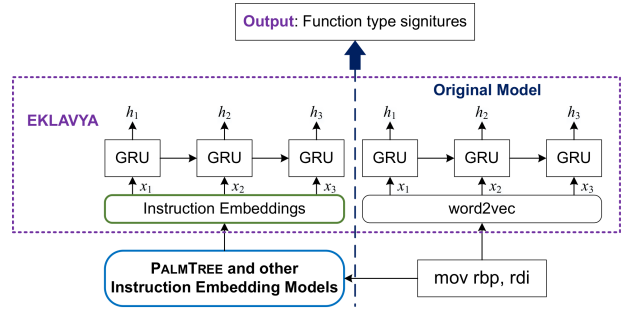 Output: Function type signitures
Original Model
EKLAVYA
h1 h2 h3 h1 h2 h3
GRU GRU GRU GRU GRU GRU
x1 x2 x3 x1 x2 x3
Instruction Embeddings
word2vec
PALMTREE and other
Instruction Embedding Models
mov rbp, rdi